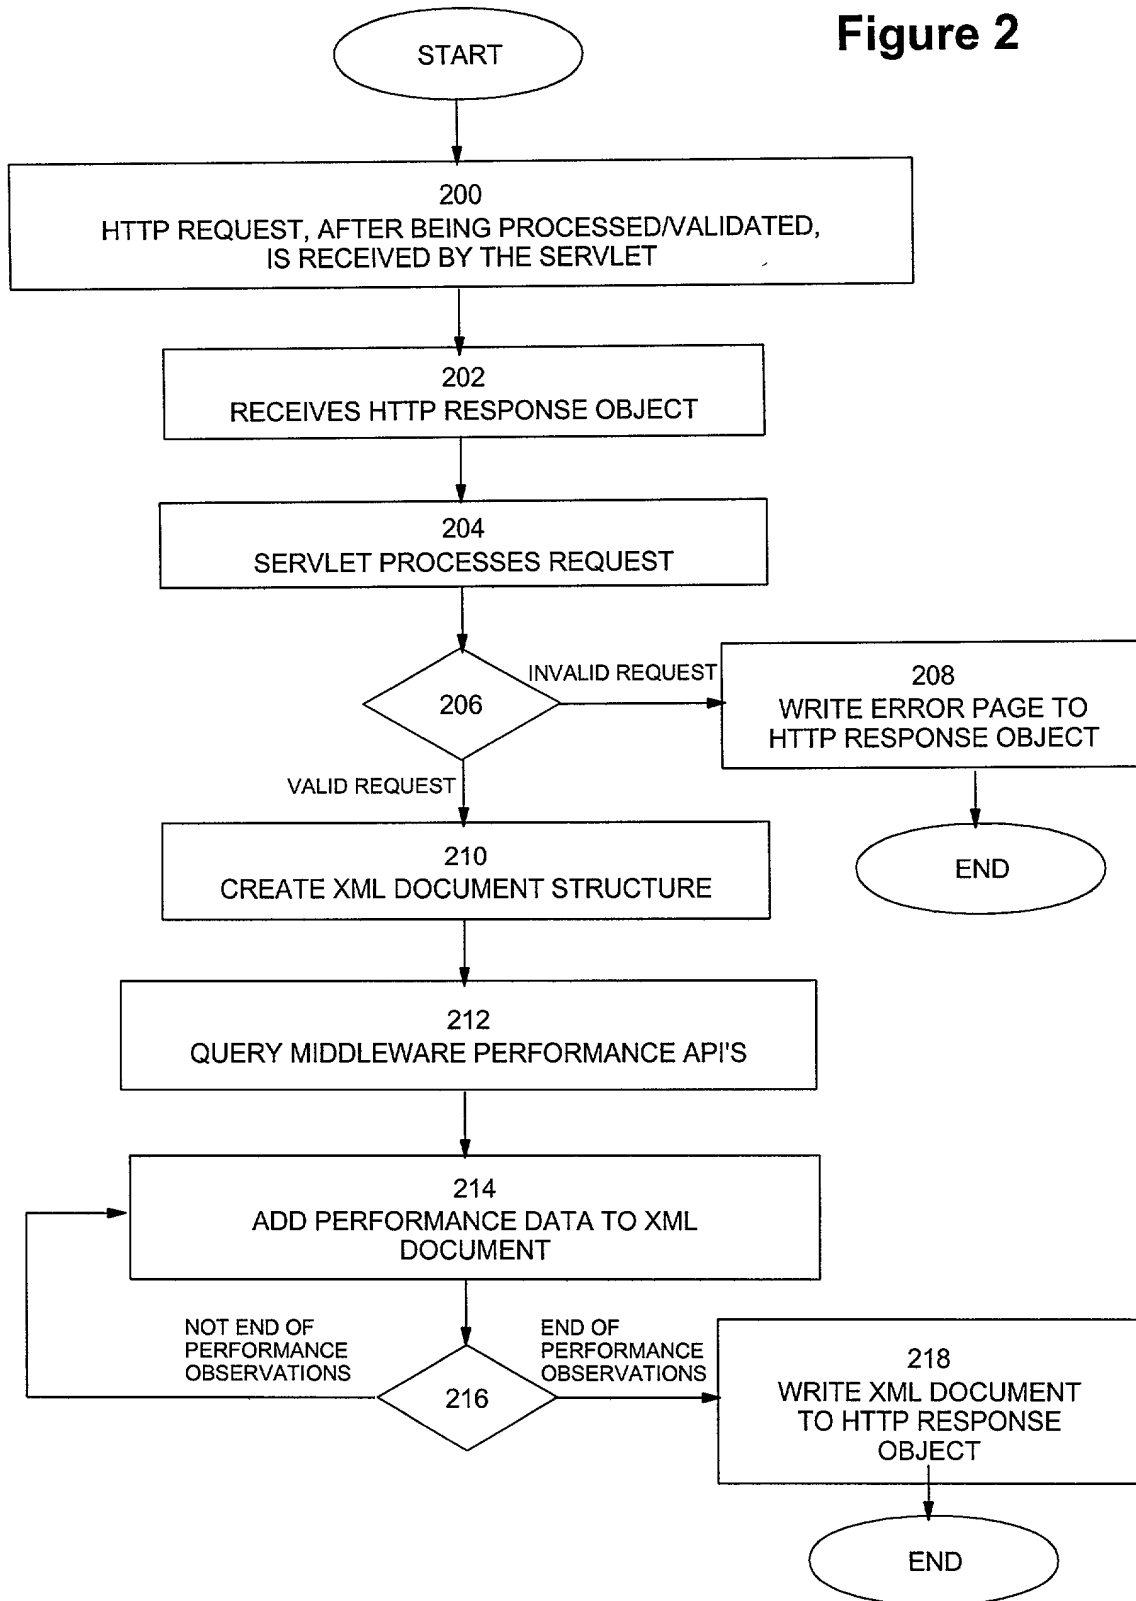 Figure 2
START
200
HTTP REQUEST, AFTER BEING PROCESSED/VALIDATED,
IS RECEIVED BY THE SERVLET
202
RECEIVES HTTP RESPONSE OBJECT
204
SERVLET PROCESSES REQUEST
206
INVALID REQUEST
208
WRITE ERROR PAGE TO
HTTP RESPONSE OBJECT
END
VALID REQUEST
210
CREATE XML DOCUMENT STRUCTURE
212
QUERY MIDDLEWARE PERFORMANCE API'S
214
ADD PERFORMANCE DATA TO XML
DOCUMENT
NOT END OF
PERFORMANCE
OBSERVATIONS
216
END OF
PERFORMANCE
OBSERVATIONS
218
WRITE XML DOCUMENT
TO HTTP RESPONSE
OBJECT
END